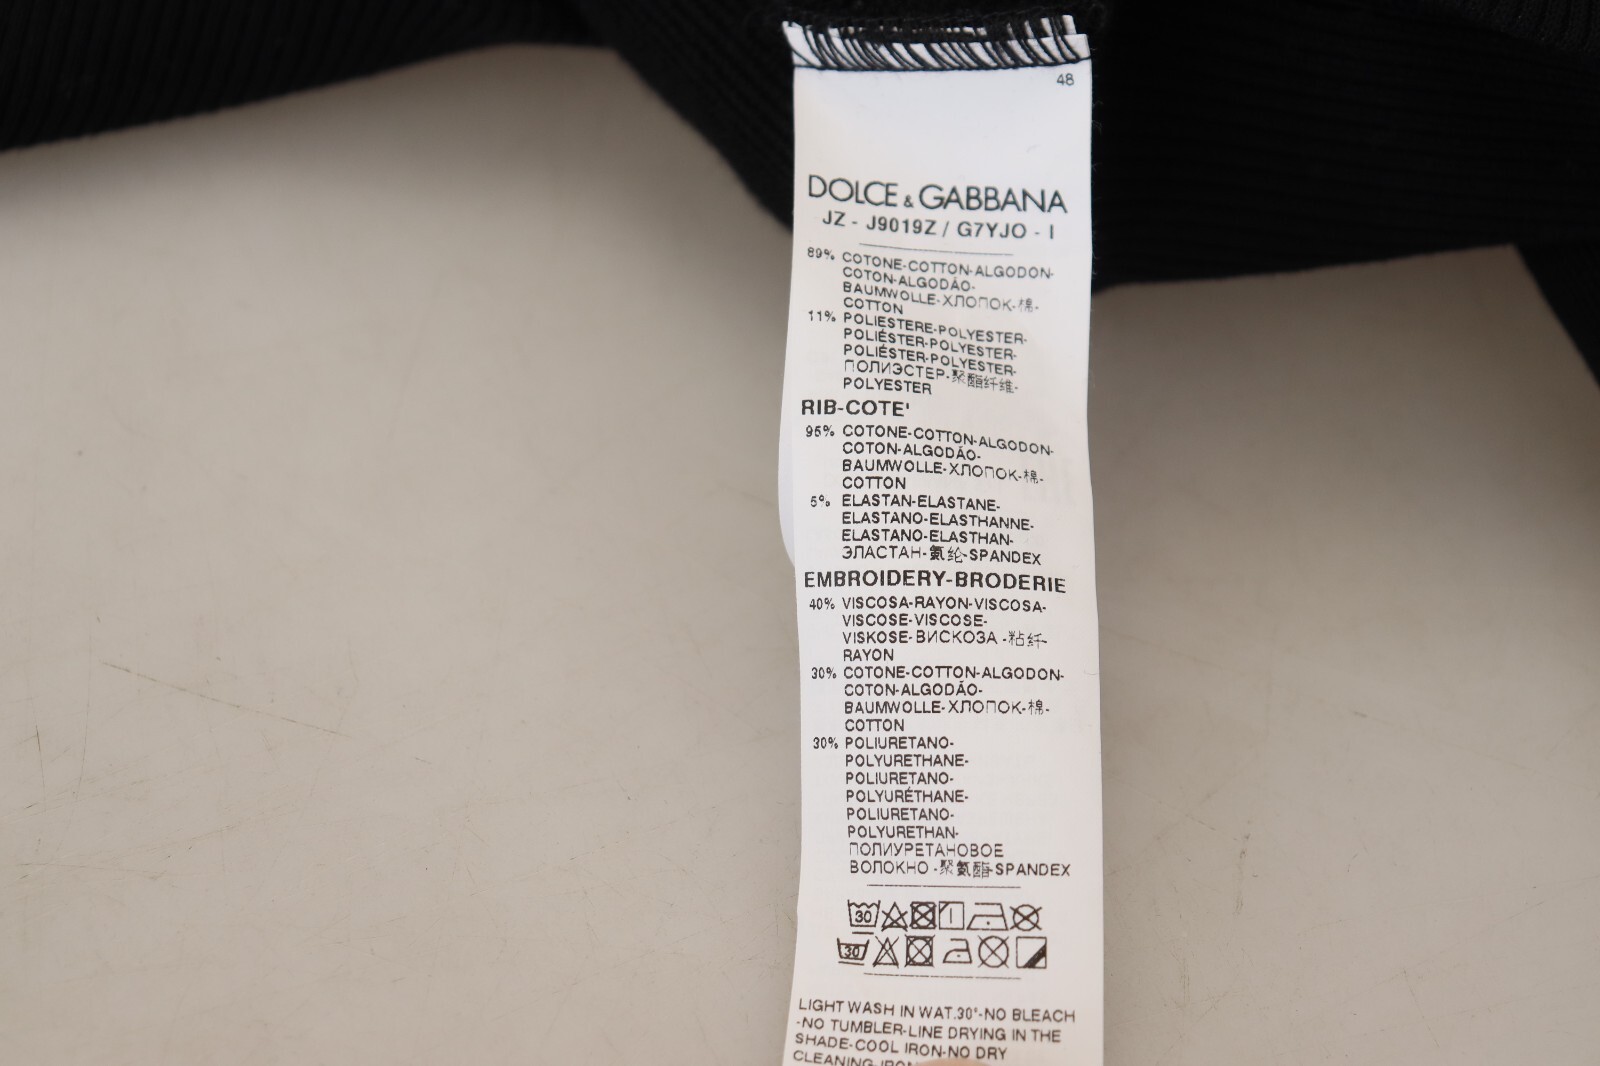 48
DOLCE & GABBANA
JZ - J9019Z / G7YJO - I
89% COTONE-COTTON-ALGODON-
COTON-ALGODÃO-
BAUMWOLLE-ХЛОПОК-棉-
COTTON
11% POLIESTERE-POLYESTER-
POLIÉSTER-POLYESTER-
POLIÉSTER-POLYESTER-
ПОЛИЭСТЕР-聚酯纤维-
POLYESTER
RIB-COTE'
95% COTONE-COTTON-ALGODON-
COTON-ALGODÃO-
BAUMWOLLE-ХЛОПОК-棉-
COTTON
5% ELASTAN-ELASTANE-
ELASTANO-ELASTHANNE-
ELASTANO-ELASTHAN-
ЭЛАСТАН-氨纶-SPANDEX
EMBROIDERY-BRODERIE
40% VISCOSA-RAYON-VISCOSA-
VISCOSE-VISCOSE-
VISKOSE-ВИСКОЗА -粘纤-
RAYON
30% COTONE-COTTON-ALGODON-
COTON-ALGODÃO-
BAUMWOLLE-ХЛОПОК-棉-
COTTON
30% POLIURETANO-
POLYURETHANE-
POLIURETANO-
POLYURÉTHANE-
POLIURETANO-
POLYURETHAN-
ПОЛИУРЕТАНОВОЕ
ВОЛОКНО -聚氨酯-SPANDEX
30
30
LIGHT WASH IN WAT.30°-NO BLEACH
-NO TUMBLER-LINE DRYING IN THE
SHADE-COOL IRON-NO DRY
CLEANING-IRON